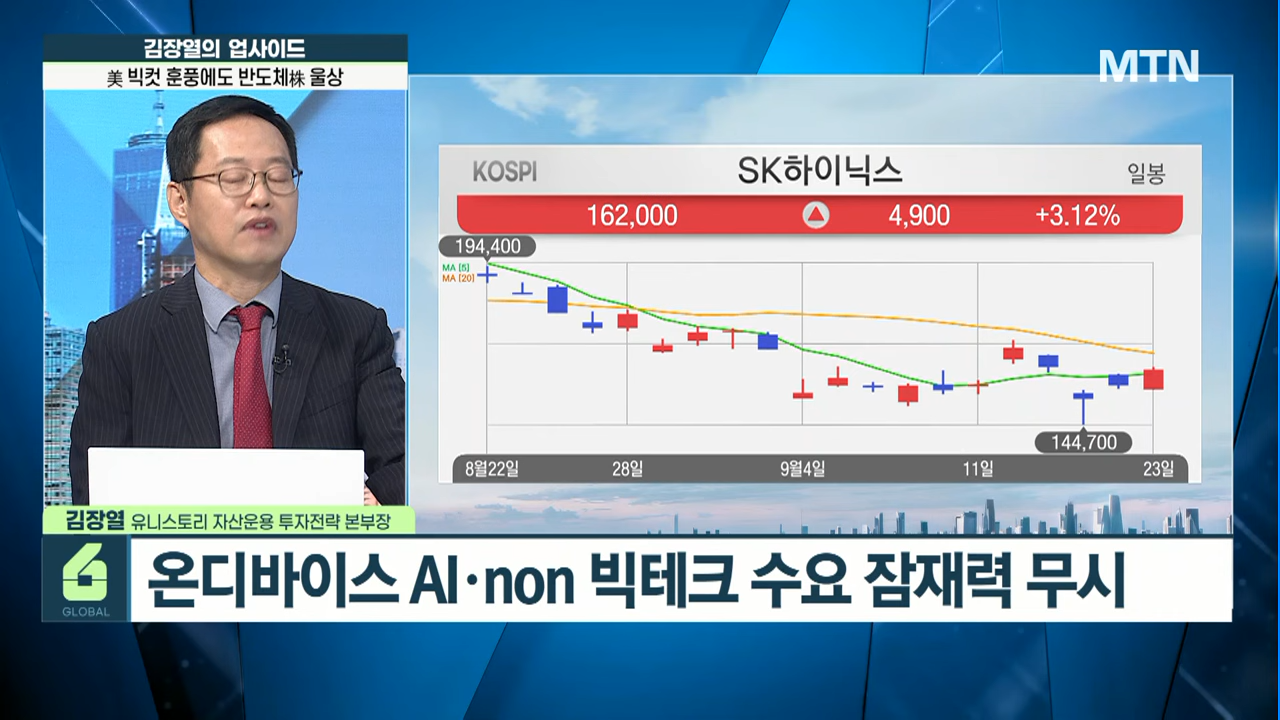 김장열의 업사이드
美 빅컷 훈풍에도 반도체株 울상
MTN
KOSPI
SK하이닉스
일봉
162,000 ▲ 4,900 +3.12%
194,400
MA [5]
MA [20]
144,700
8월22일 28일 9월4일 11일 23일
김장열 유니스토리 자산운용 투자전략 본부장
6
GLOBAL
온디바이스 AI·non 빅테크 수요 잠재력 무시